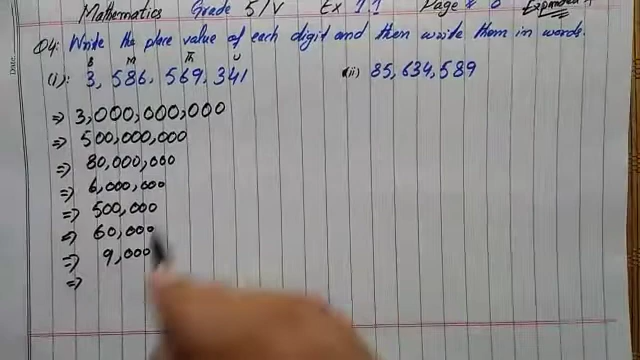 Mathematics Grade 5/V Ex 1.1 Page # 8
Q4: Write the place value of each digit and then write them in words.
B M Th U
(i): 3, 586, 569, 341 (ii) 85,634,589
⇒ 3,000,000,000
⇒ 500,000,000
⇒ 80,000,000
⇒ 6,000,000
⇒ 500,000
⇒ 60,000
⇒ 9,000
⇒
Date